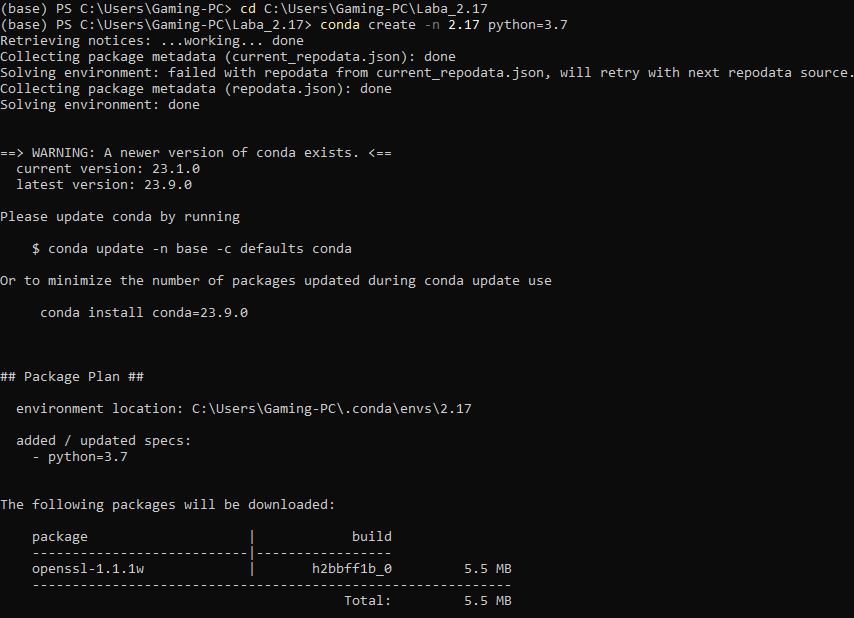 (base) PS C:\Users\Gaming-PC> cd C:\Users\Gaming-PC\Laba_2.17
(base) PS C:\Users\Gaming-PC\Laba_2.17> conda create -n 2.17 python=3.7
Retrieving notices: ...working... done
Collecting package metadata (current_repodata.json): done
Solving environment: failed with repodata from current_repodata.json, will retry with next repodata source.
Collecting package metadata (repodata.json): done
Solving environment: done
==> WARNING: A newer version of conda exists. <==
  current version: 23.1.0
  latest version: 23.9.0
Please update conda by running
    $ conda update -n base -c defaults conda
Or to minimize the number of packages updated during conda update use
     conda install conda=23.9.0
## Package Plan ##
  environment location: C:\Users\Gaming-PC\.conda\envs\2.17
  added / updated specs:
    - python=3.7
The following packages will be downloaded:
    package                    |            build
    ---------------------------|-----------------
    openssl-1.1.1w             |       h2bbff1b_0         5.5 MB
    ------------------------------------------------------------
                                           Total:         5.5 MB